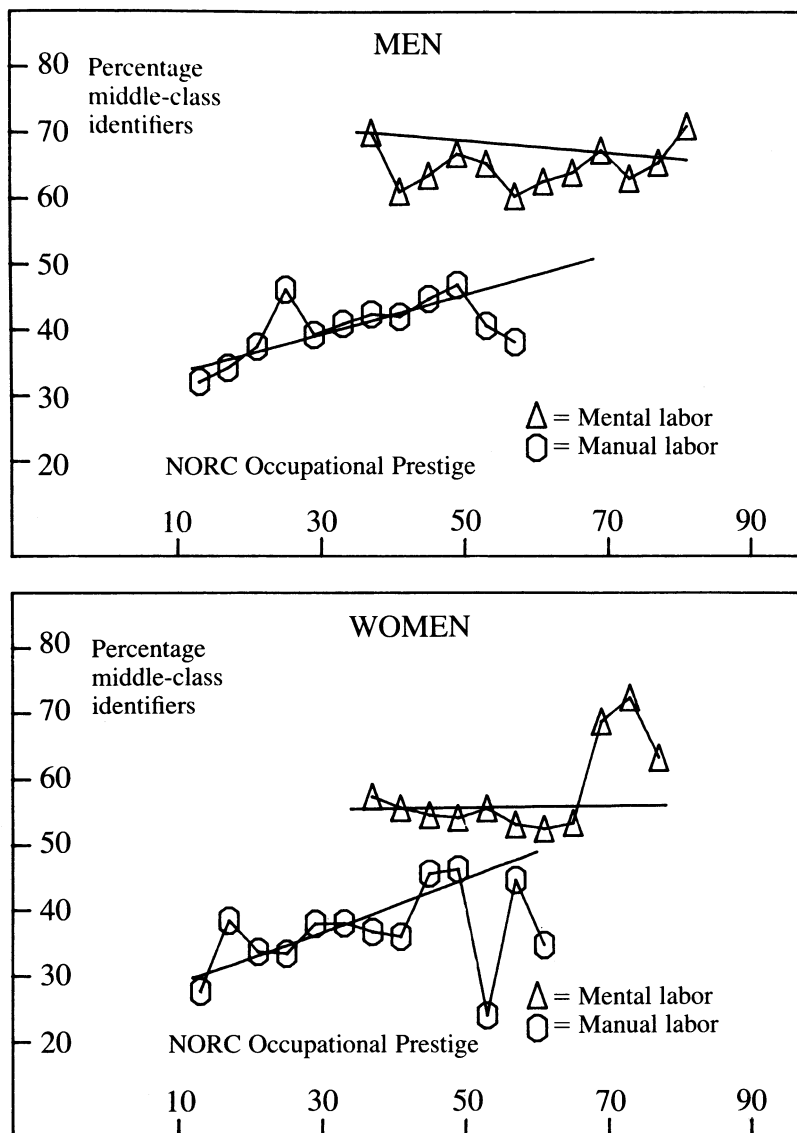 MEN
80
Percentage
middle-class
identifiers
70
60
50
40
30
20
△ = Mental labor
○ = Manual labor
NORC Occupational Prestige
10 30 50 70 90
WOMEN
80
Percentage
middle-class
identifiers
70
60
50
40
30
20
△ = Mental labor
○ = Manual labor
NORC Occupational Prestige
10 30 50 70 90